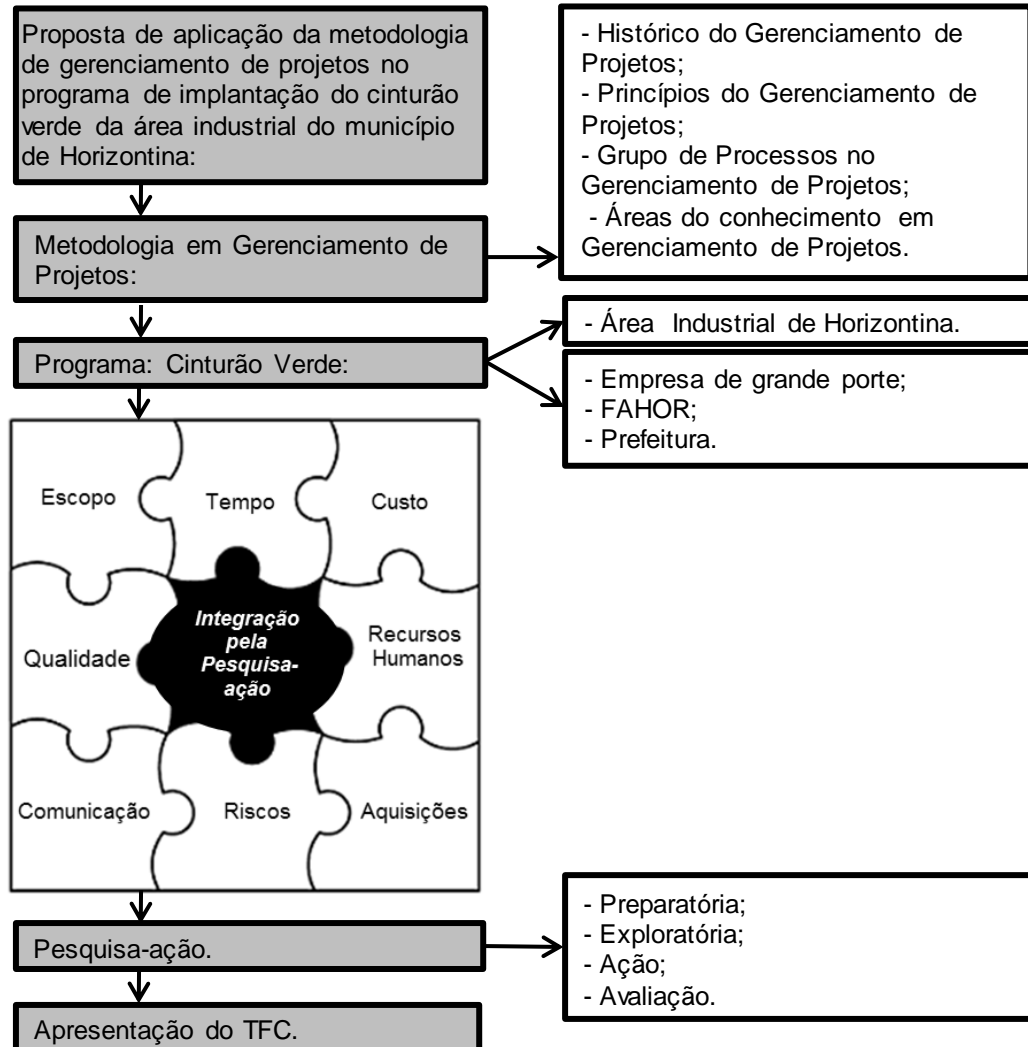 Proposta de aplicação da metodologia
de gerenciamento de projetos no
programa de implantação do cinturão
verde da área industrial do município
de Horizontina:
- Histórico do Gerenciamento de
Projetos;
- Princípios do Gerenciamento de
Projetos;
- Grupo de Processos no
Gerenciamento de Projetos;
- Áreas do conhecimento em
Gerenciamento de Projetos.
Metodologia em Gerenciamento de
Projetos:
- Área Industrial de Horizontina.
Programa: Cinturão Verde:
- Empresa de grande porte;
- FAHOR;
- Prefeitura.
Escopo
Tempo
Custo
Qualidade
Integração
pela
Pesquisa-
ação
Recursos
Humanos
Comunicação
Riscos
Aquisições
Pesquisa-ação.
- Preparatória;
- Exploratória;
- Ação;
- Avaliação.
Apresentação do TFC.